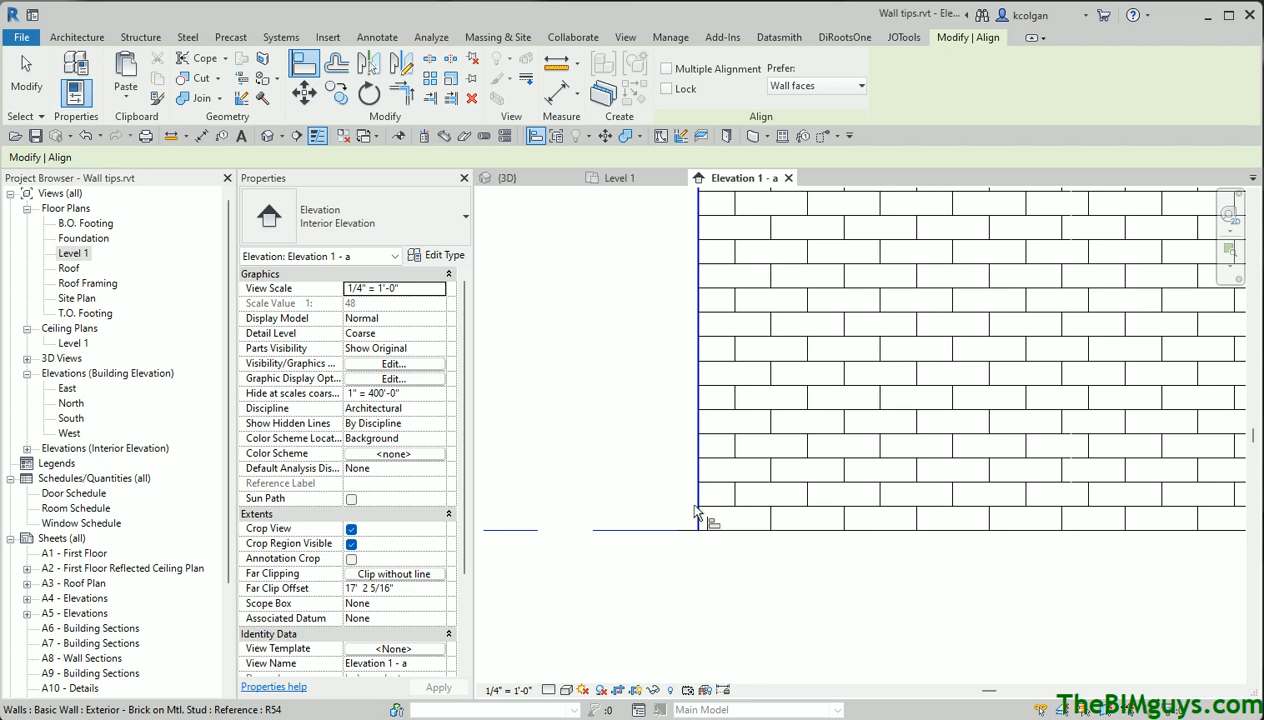 Wall tips.rvt - Ele...
kcolgan
File Architecture Structure Steel Precast Systems Insert Annotate Analyze Massing & Site Collaborate View Manage Add-Ins Datasmith DiRootsOne JOTools Modify | Align
Modify
Paste
Cope
Cut
Join
Multiple Alignment
Lock
Prefer:
Wall faces
Select Properties Clipboard Geometry Modify View Measure Create Align
Modify | Align
Project Browser - Wall tips.rvt
Views (all)
Floor Plans
B.O. Footing
Foundation
Level 1
Roof
Roof Framing
Site Plan
T.O. Footing
Ceiling Plans
Level 1
3D Views
Elevations (Building Elevation)
East
North
South
West
Elevations (Interior Elevation)
Legends
Schedules/Quantities (all)
Door Schedule
Room Schedule
Window Schedule
Sheets (all)
A1 - First Floor
A2 - First Floor Reflected Ceiling Plan
A3 - Roof Plan
A4 - Elevations
A5 - Elevations
A6 - Building Sections
A7 - Building Sections
A8 - Wall Sections
A9 - Building Sections
A10 - Details
Properties
Elevation
Interior Elevation
Elevation: Elevation 1 - a
Edit Type
Graphics
View Scale 1/4" = 1'-0"
Scale Value 1: 48
Display Model Normal
Detail Level Coarse
Parts Visibility Show Original
Visibility/Graphics ... Edit...
Graphic Display Opt... Edit...
Hide at scales coars... 1" = 400'-0"
Discipline Architectural
Show Hidden Lines By Discipline
Color Scheme Locat... Background
Color Scheme <none>
Default Analysis Dis... None
Reference Label
Sun Path
Extents
Crop View
Crop Region Visible
Annotation Crop
Far Clipping Clip without line
Far Clip Offset 17' 2 5/16"
Scope Box None
Associated Datum None
Identity Data
View Template <None>
View Name Elevation 1 - a
Properties help
Apply
{3D}
Level 1
Elevation 1 - a
2D
1/4" = 1'-0"
Walls : Basic Wall : Exterior - Brick on Mtl. Stud : Reference : R54
:0
Main Model
TheBIMguys.com